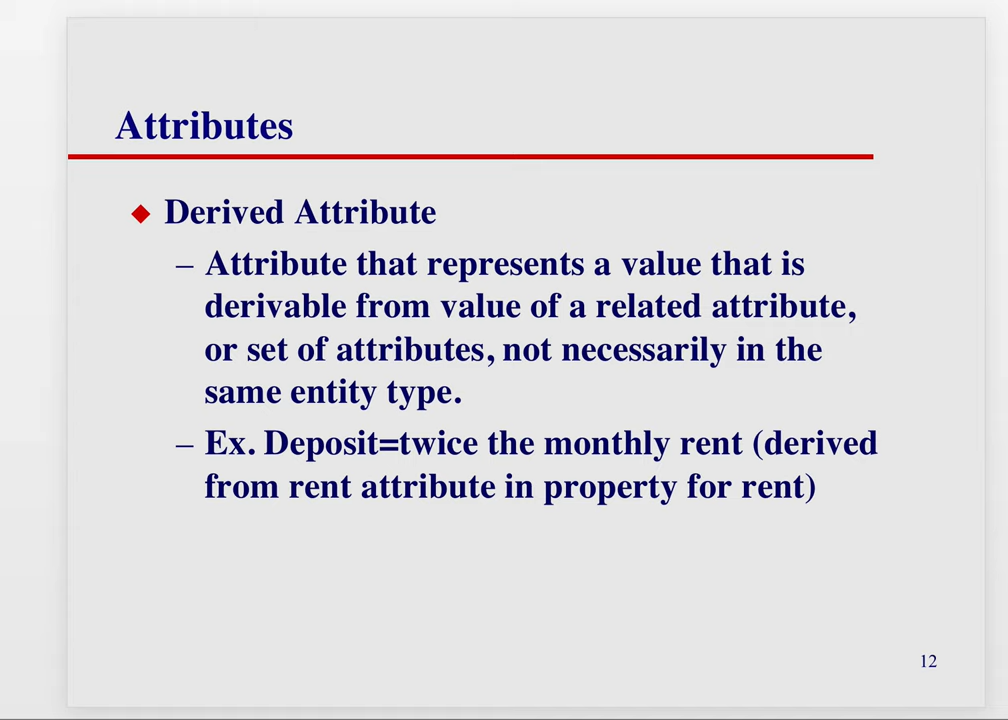 Attributes
◆ Derived Attribute
– Attribute that represents a value that is
derivable from value of a related attribute,
or set of attributes, not necessarily in the
same entity type.
– Ex. Deposit=twice the monthly rent (derived
from rent attribute in property for rent)
12